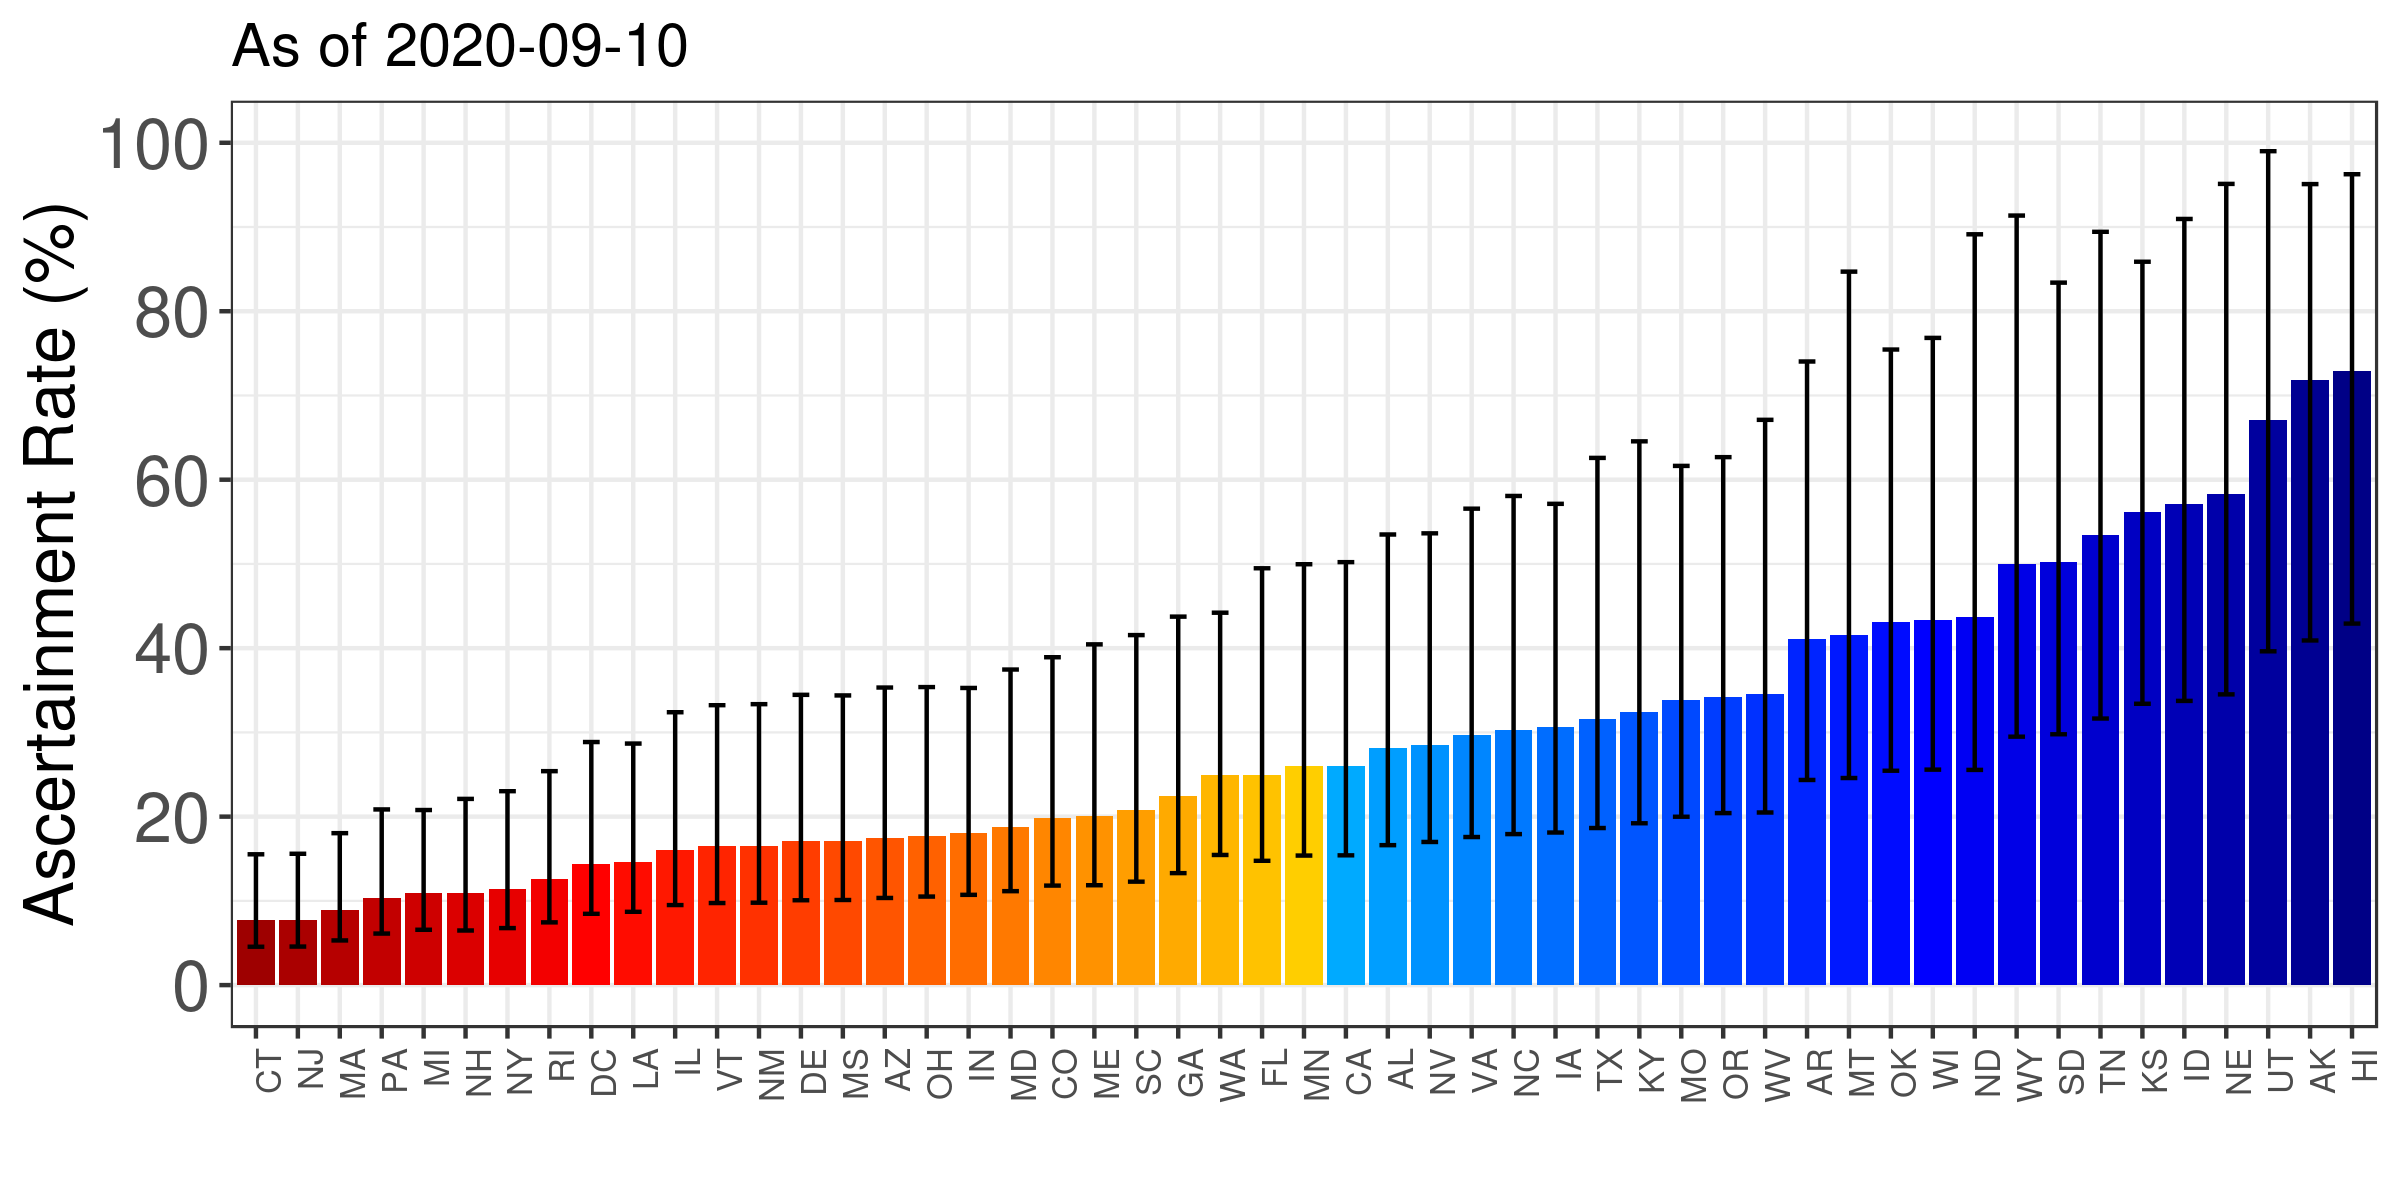 As of 2020-09-10
Ascertainment Rate (%)
100
80
60
40
20
0
CT NJ MA PA MI NH NY RI DC LA IL VT NM DE MS AZ OH IN MD CO ME SC GA WA FL MN CA AL NV VA NC IA TX KY MO OR WV AR MT OK WI ND WY SD TN KS ID NE UT AK HI